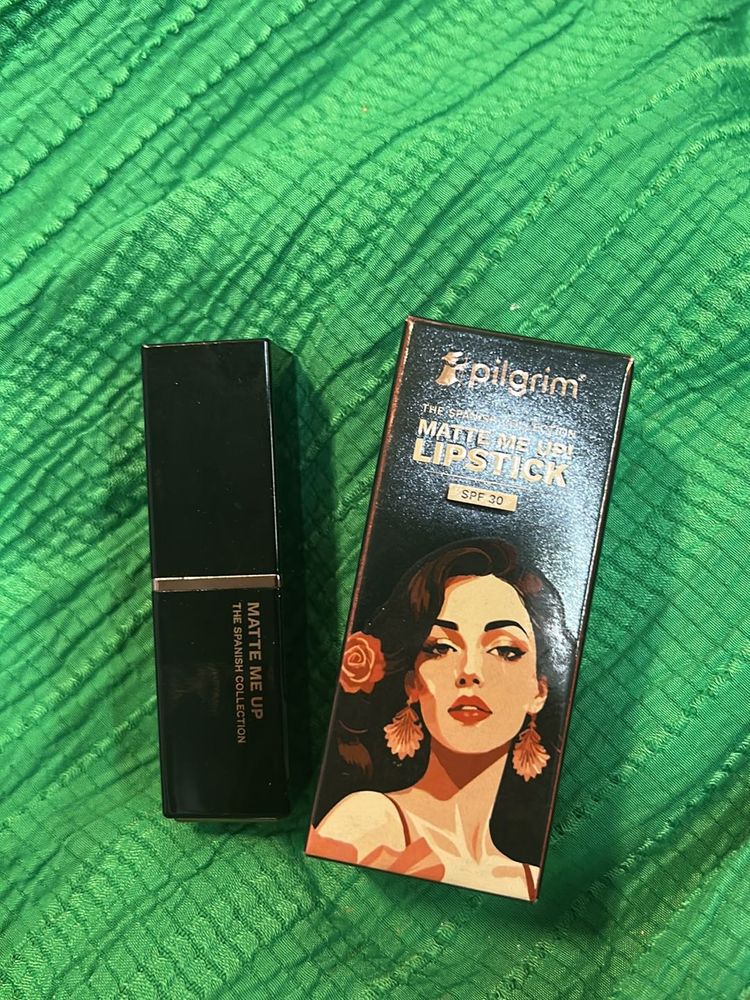 MATTE ME UP
THE SPANISH COLLECTION
pilgrim
THE SPANISH COLLECTION
MATTE ME UP!
LIPSTICK
SPF 30